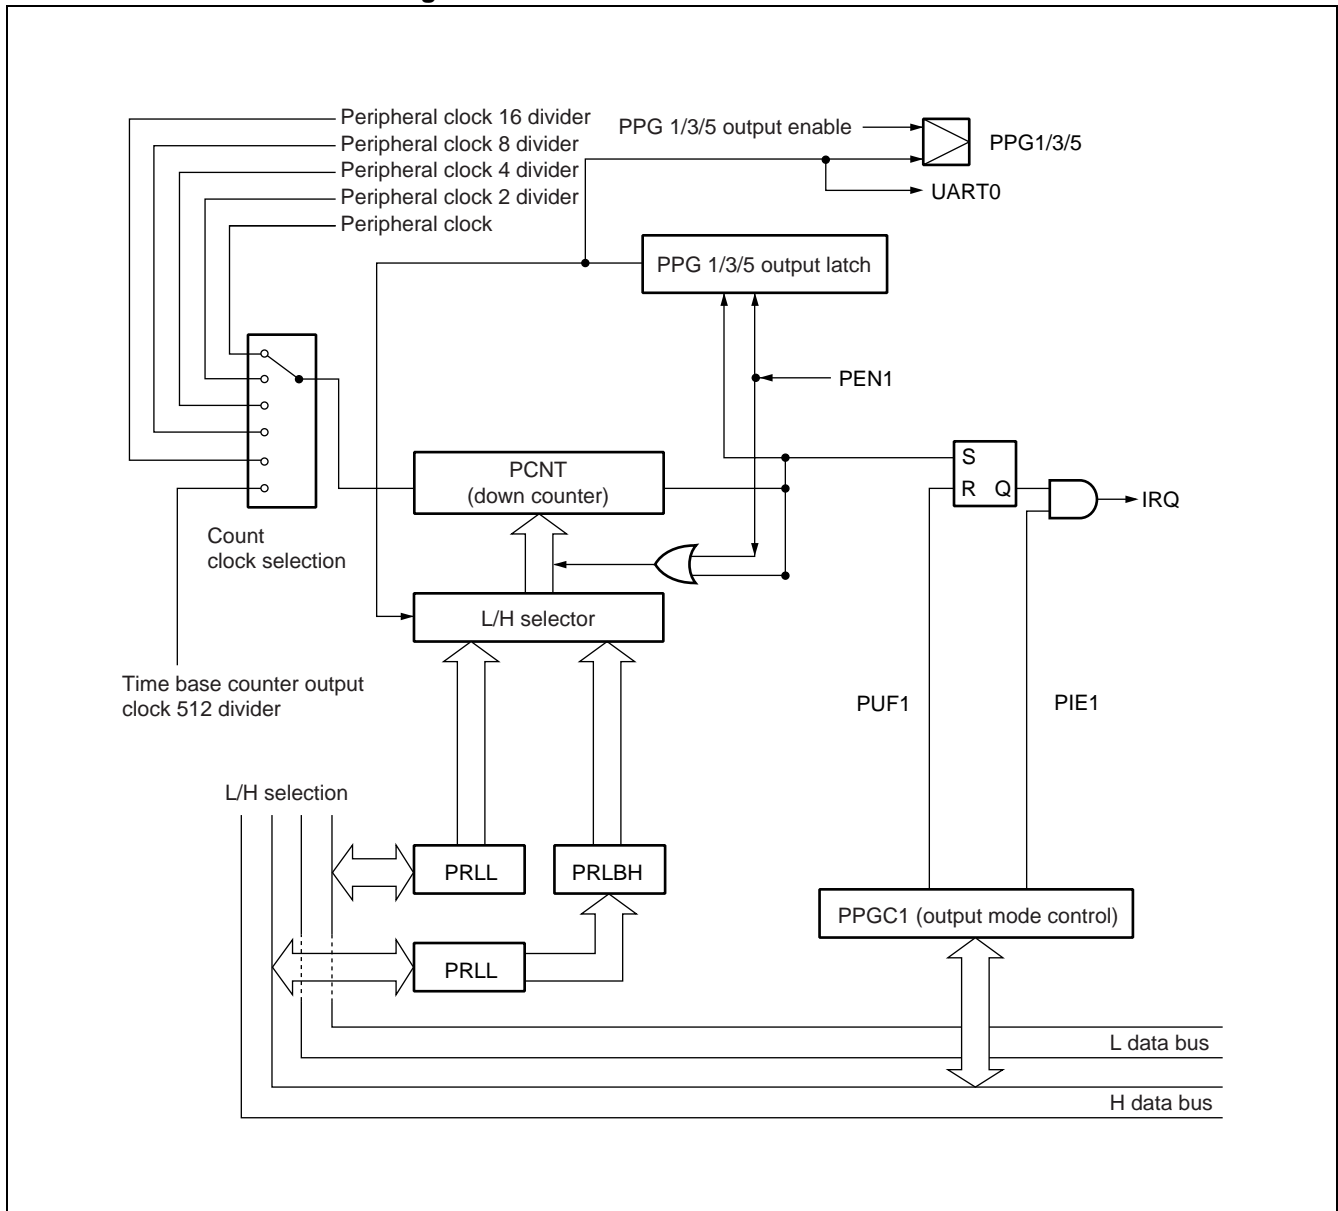 Peripheral clock 16 divider
Peripheral clock 8 divider
Peripheral clock 4 divider
Peripheral clock 2 divider
Peripheral clock
PPG 1/3/5 output enable
PPG1/3/5
UART0
PPG 1/3/5 output latch
PEN1
PCNT
(down counter)
S
R Q
IRQ
Count
clock selection
L/H selector
Time base counter output
clock 512 divider
PUF1
PIE1
L/H selection
PRLL
PRLBH
PPGC1 (output mode control)
PRLL
L data bus
H data bus